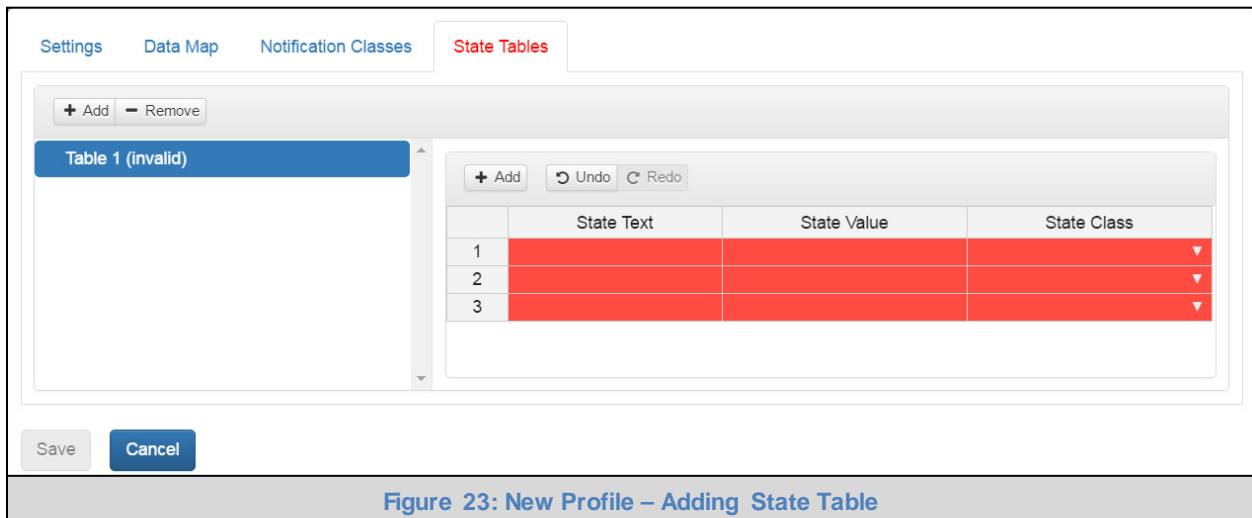 Settings Data Map Notification Classes State Tables
+ Add − Remove
Table 1 (invalid)
+ Add Undo Redo
State Text State Value State Class
1
2
3
Save Cancel
Figure 23: New Profile – Adding State Table